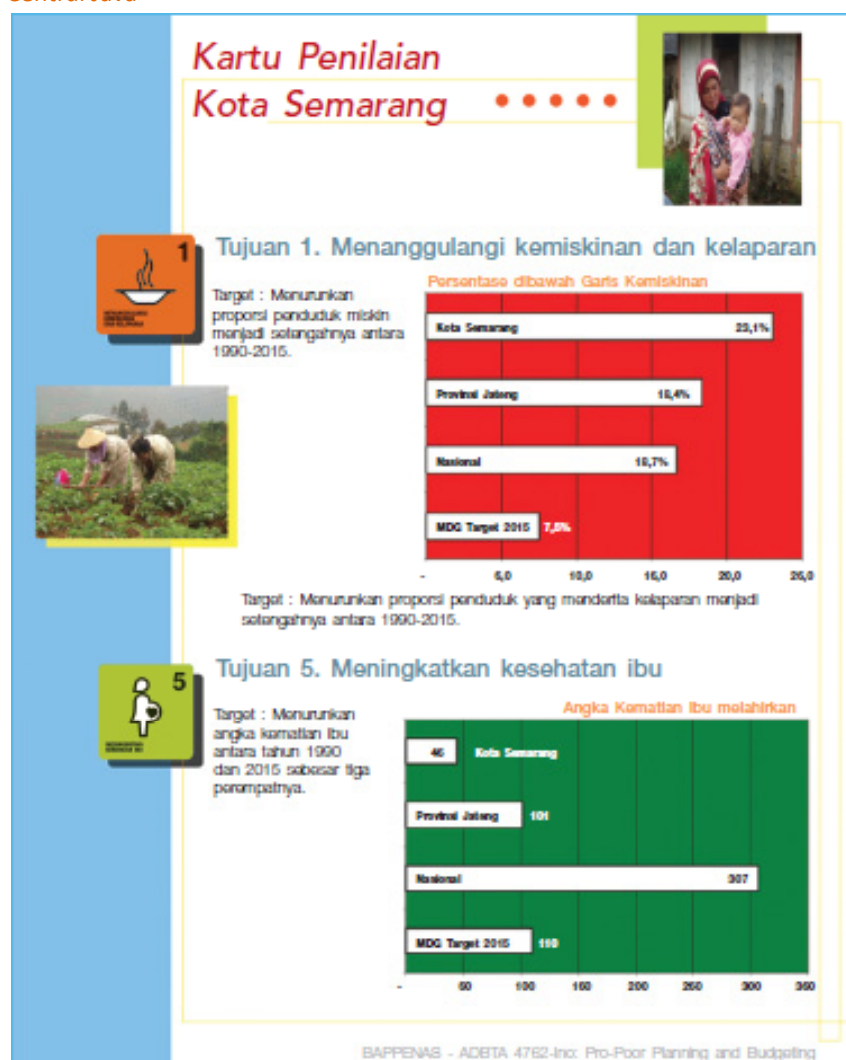 Kartu Penilaian
Kota Semarang
1
Tujuan 1. Menanggulangi kemiskinan dan kelaparan
Target : Menurunkan
proporsi penduduk miskin
menjadi setengahnya antara
1990-2015.
Persentase dibawah Garis Kemiskinan
Kota Semarang 23,1%
Provinsi Jateng 18,4%
Nasional 16,7%
MDG Target 2015 7,5%
- 5,0 10,0 15,0 20,0 25,0
Target : Menurunkan proporsi penduduk yang menderita kelaparan menjadi
setengahnya antara 1990-2015.
5
Tujuan 5. Meningkatkan kesehatan ibu
Target : Menurunkan
angka kematian ibu
antara tahun 1990
dan 2015 sebesar tiga
perempatnya.
Angka Kematian Ibu melahirkan
46 Kota Semarang
Provinsi Jateng 101
Nasional 307
MDG Target 2015 110
- 50 100 150 200 250 300 350
BAPPENAS - ADBTA 4762-Ino: Pro-Poor Planning and Budgeting